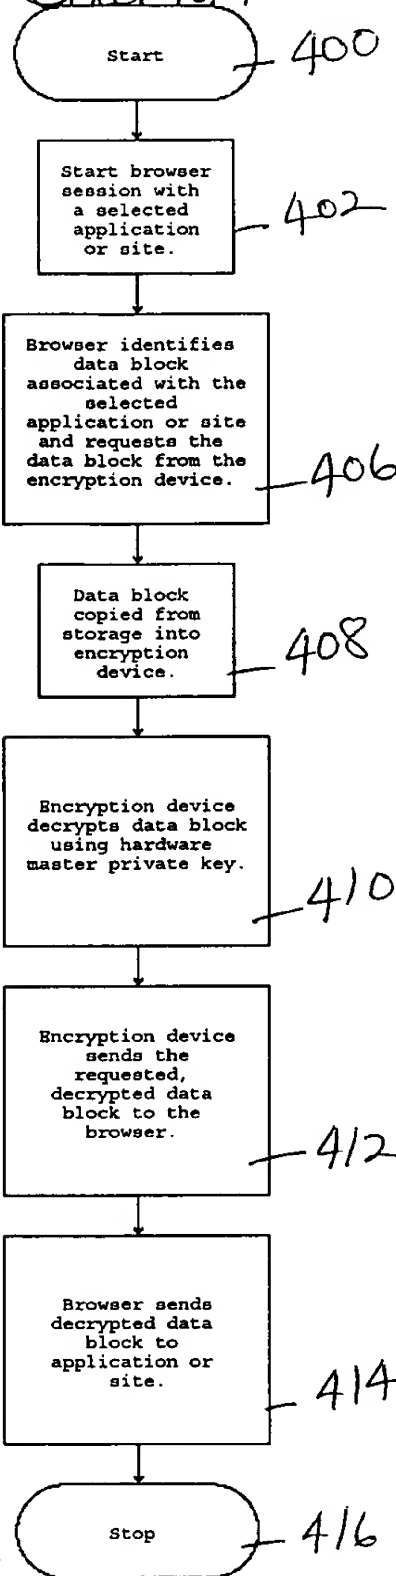 Start
400
Start browser
session with
a selected
application
or site.
402
Browser identifies
data block
associated with the
selected
application or site
and requests the
data block from the
encryption device.
406
Data block
copied from
storage into
encryption
device.
408
Encryption device
decrypts data block
using hardware
master private key.
410
Encryption device
sends the
requested,
decrypted data
block to the
browser.
412
Browser sends
decrypted data
block to
application or
site.
414
Stop
416